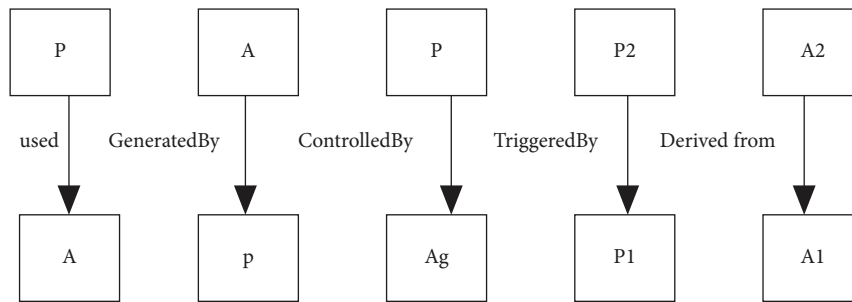 P A P P2 A2
used GeneratedBy ControlledBy TriggeredBy Derived from
A p Ag P1 A1